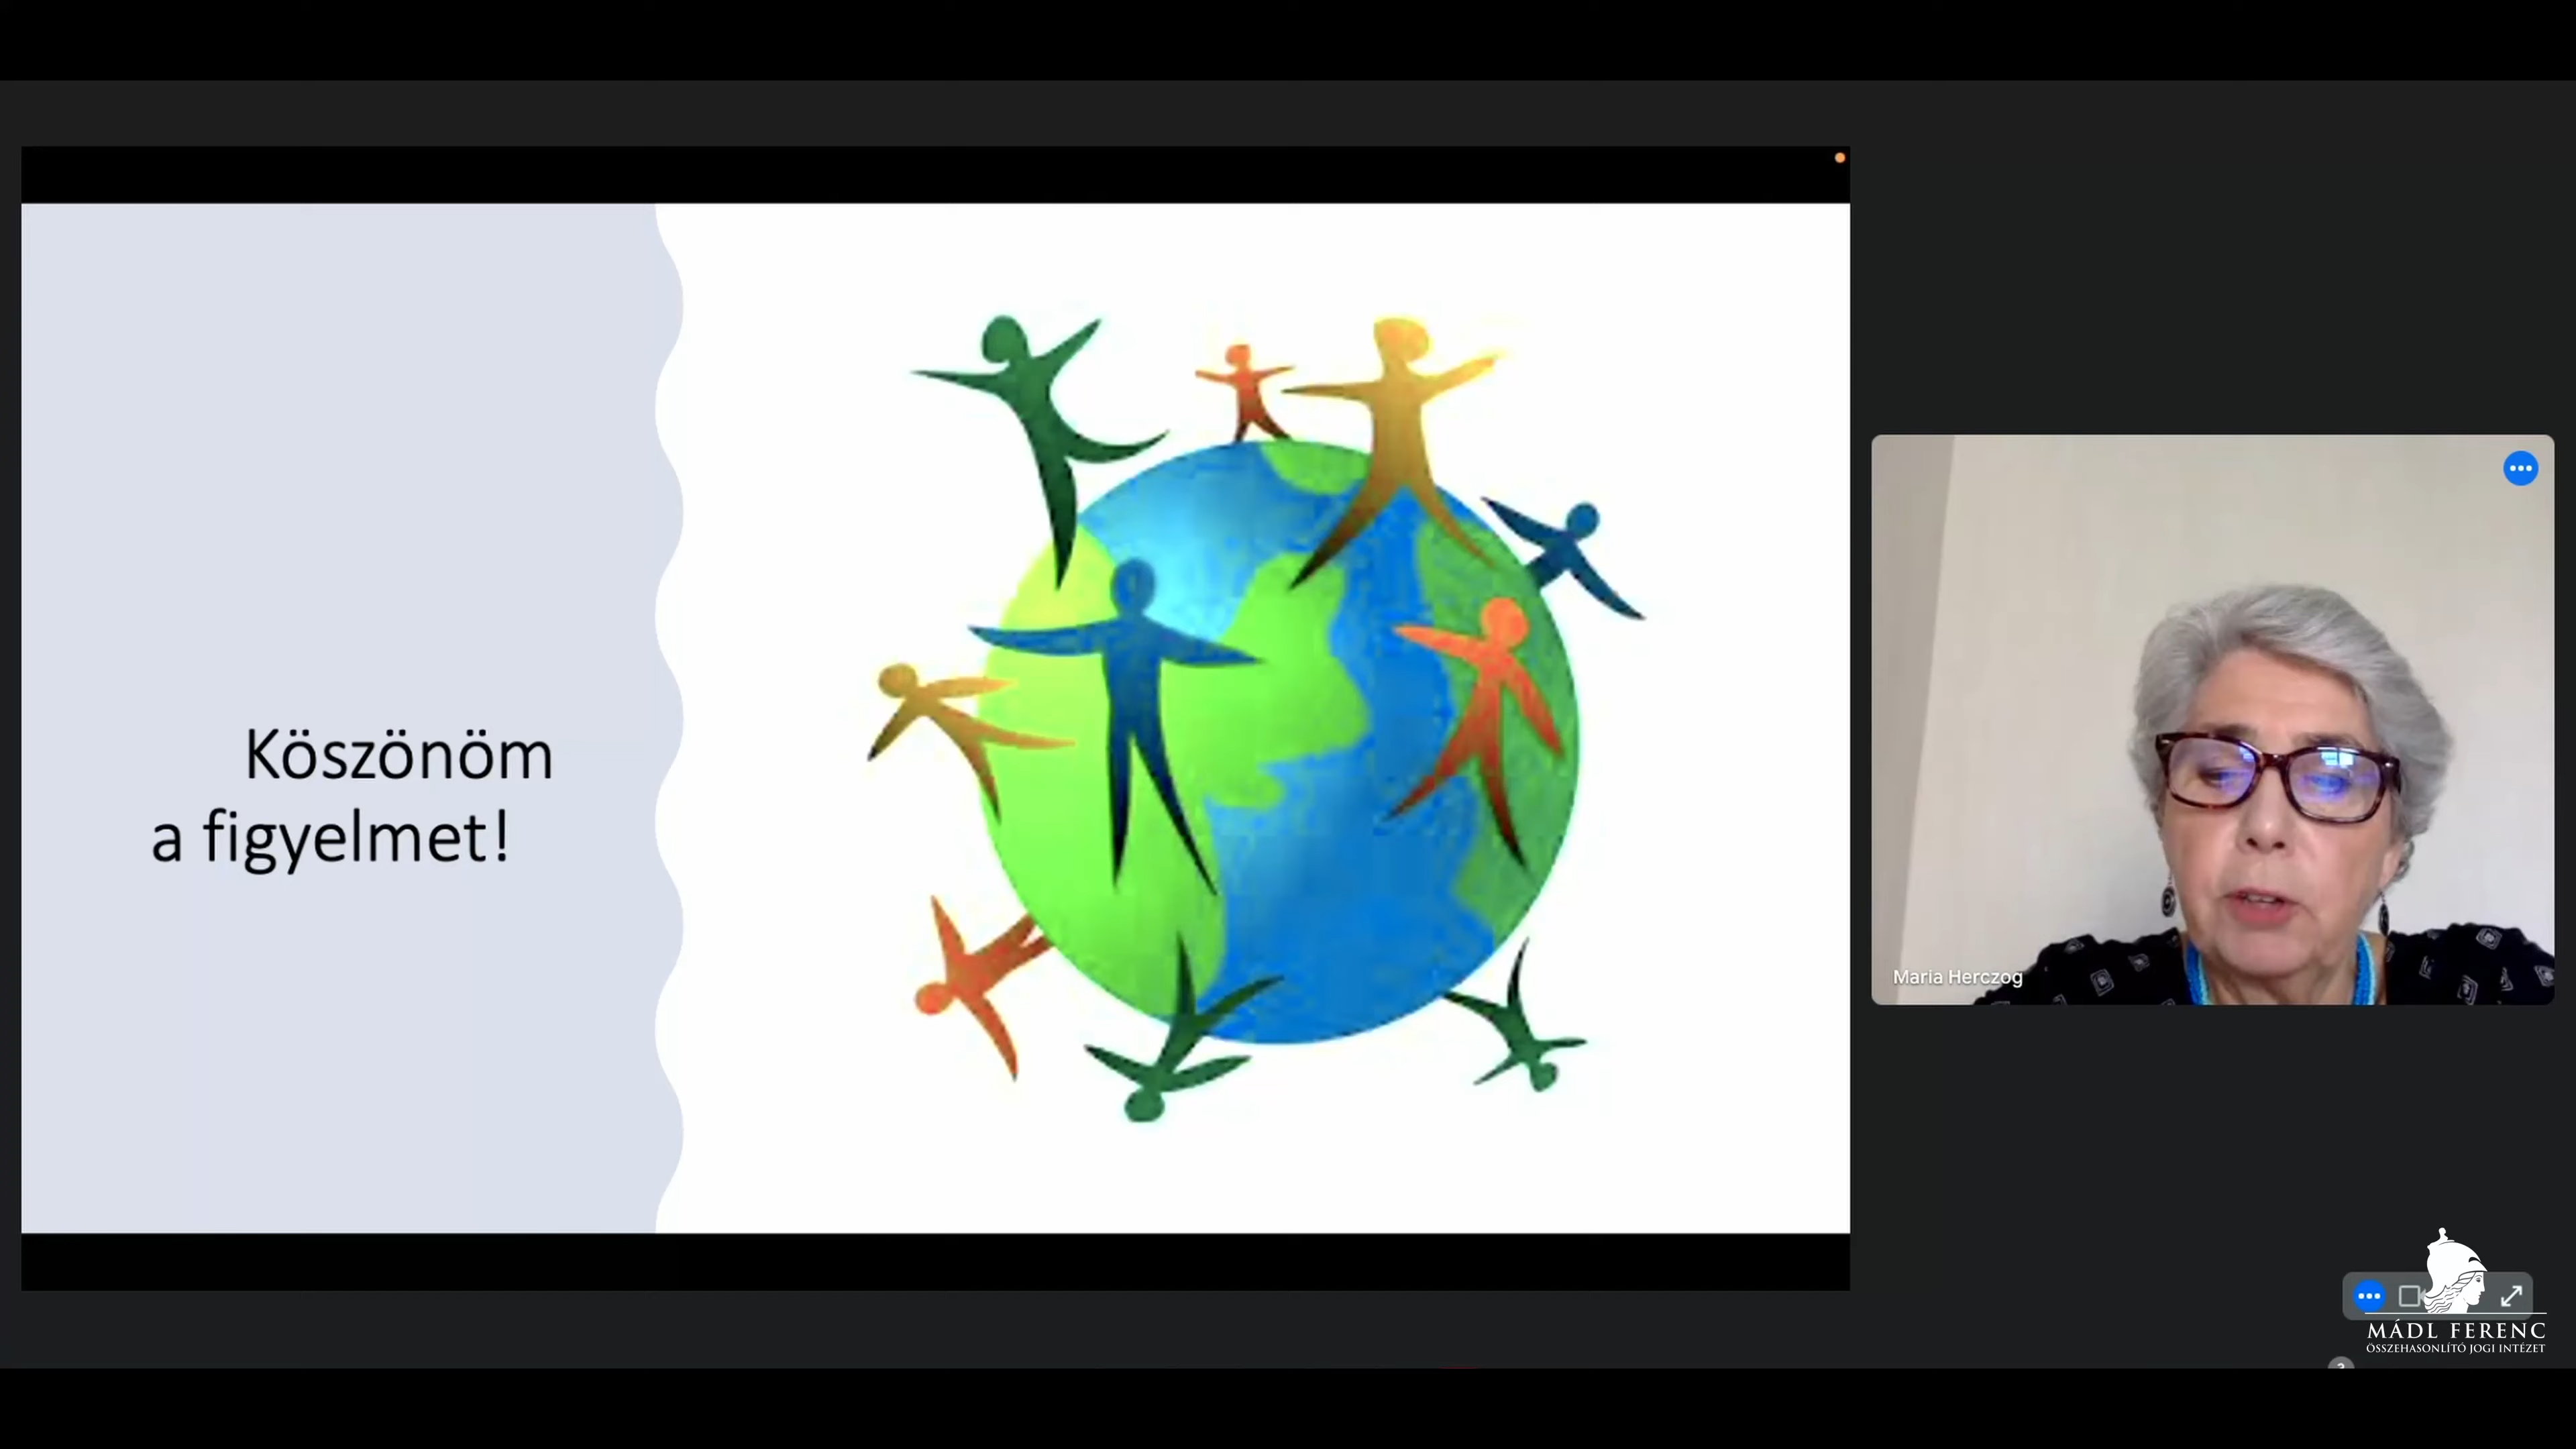 Köszönöm
a figyelmet!
Maria Herczog
MÁDL FERENC
ÖSSZEHASONLÍTÓ JOGI INTÉZET